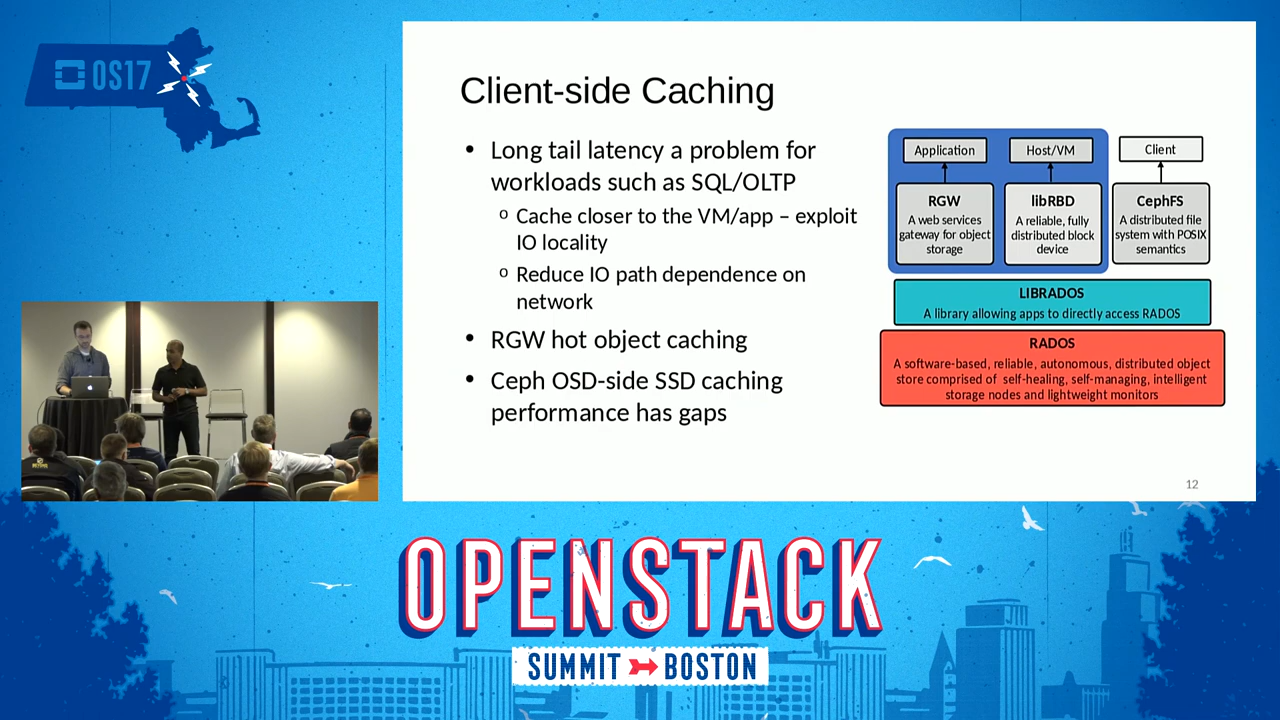 OS17
Client-side Caching
• Long tail latency a problem for
workloads such as SQL/OLTP
o Cache closer to the VM/app – exploit
IO locality
o Reduce IO path dependence on
network
• RGW hot object caching
• Ceph OSD-side SSD caching
performance has gaps
Application
Host/VM
Client
RGW
A web services
gateway for object
storage
libRBD
A reliable, fully
distributed block
device
CephFS
A distributed file
system with POSIX
semantics
LIBRADOS
A library allowing apps to directly access RADOS
RADOS
A software-based, reliable, autonomous, distributed object
store comprised of self-healing, self-managing, intelligent
storage nodes and lightweight monitors
12
OPENSTACK
SUMMIT BOSTON